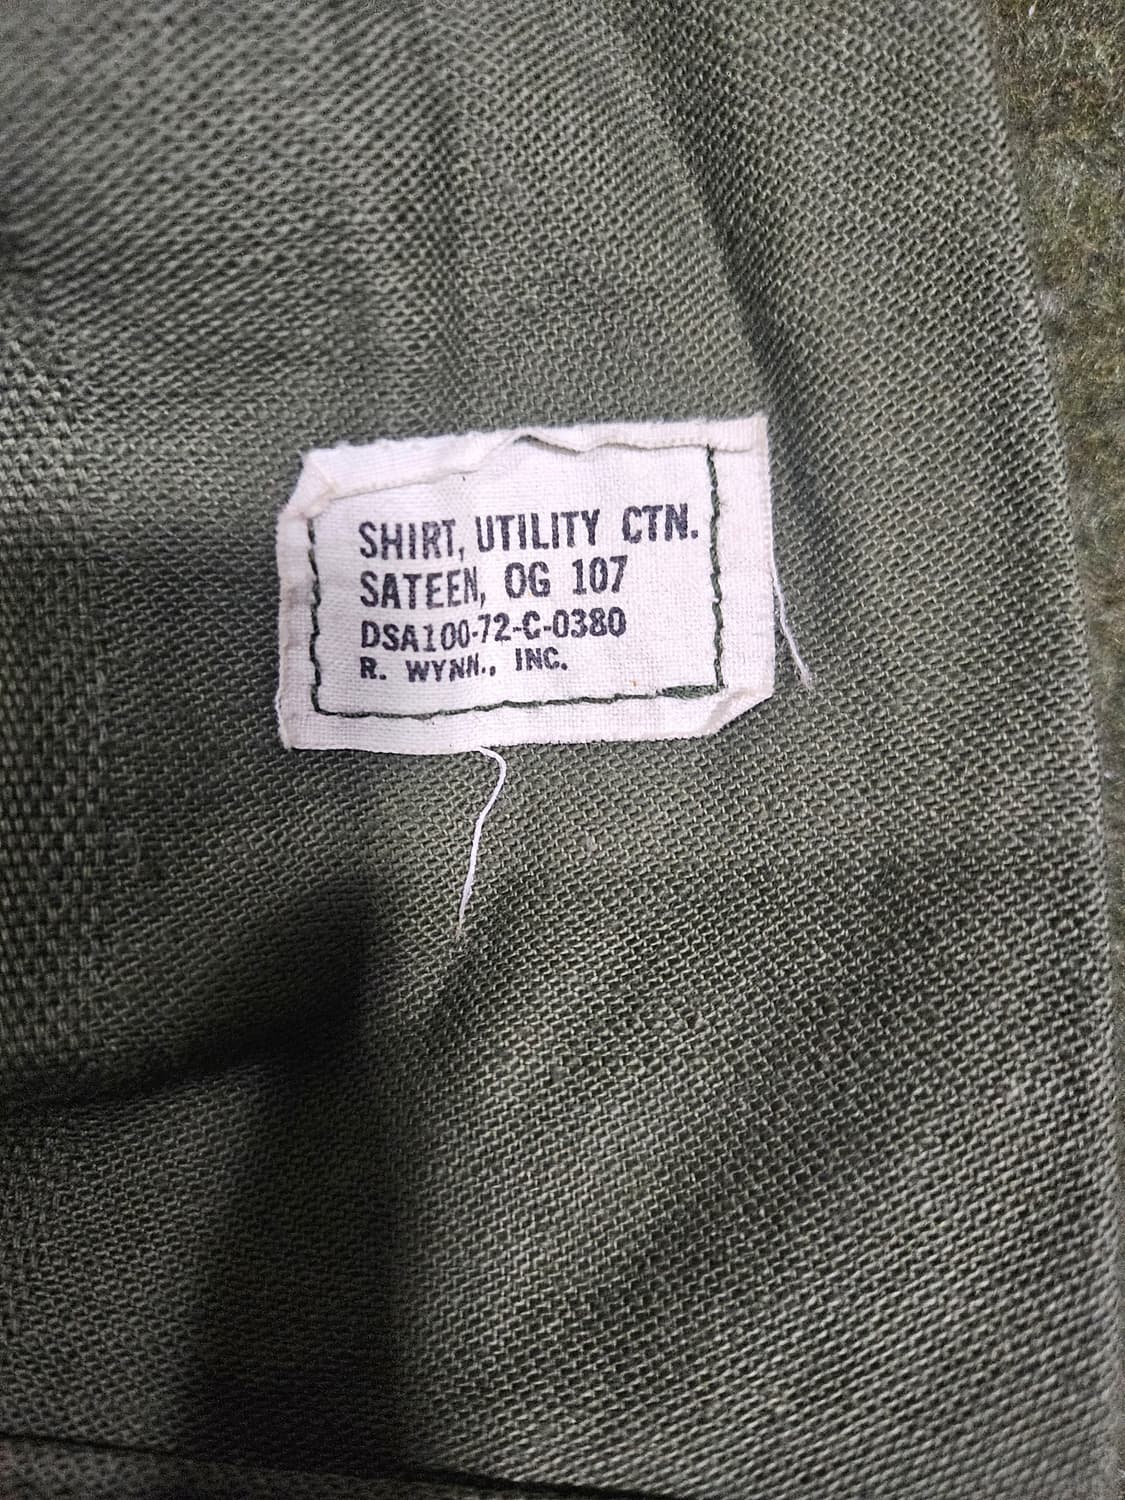 SHIRT, UTILITY CTN.
SATEEN, OG 107
DSA100-72-C-0380
R. WYNN., INC.